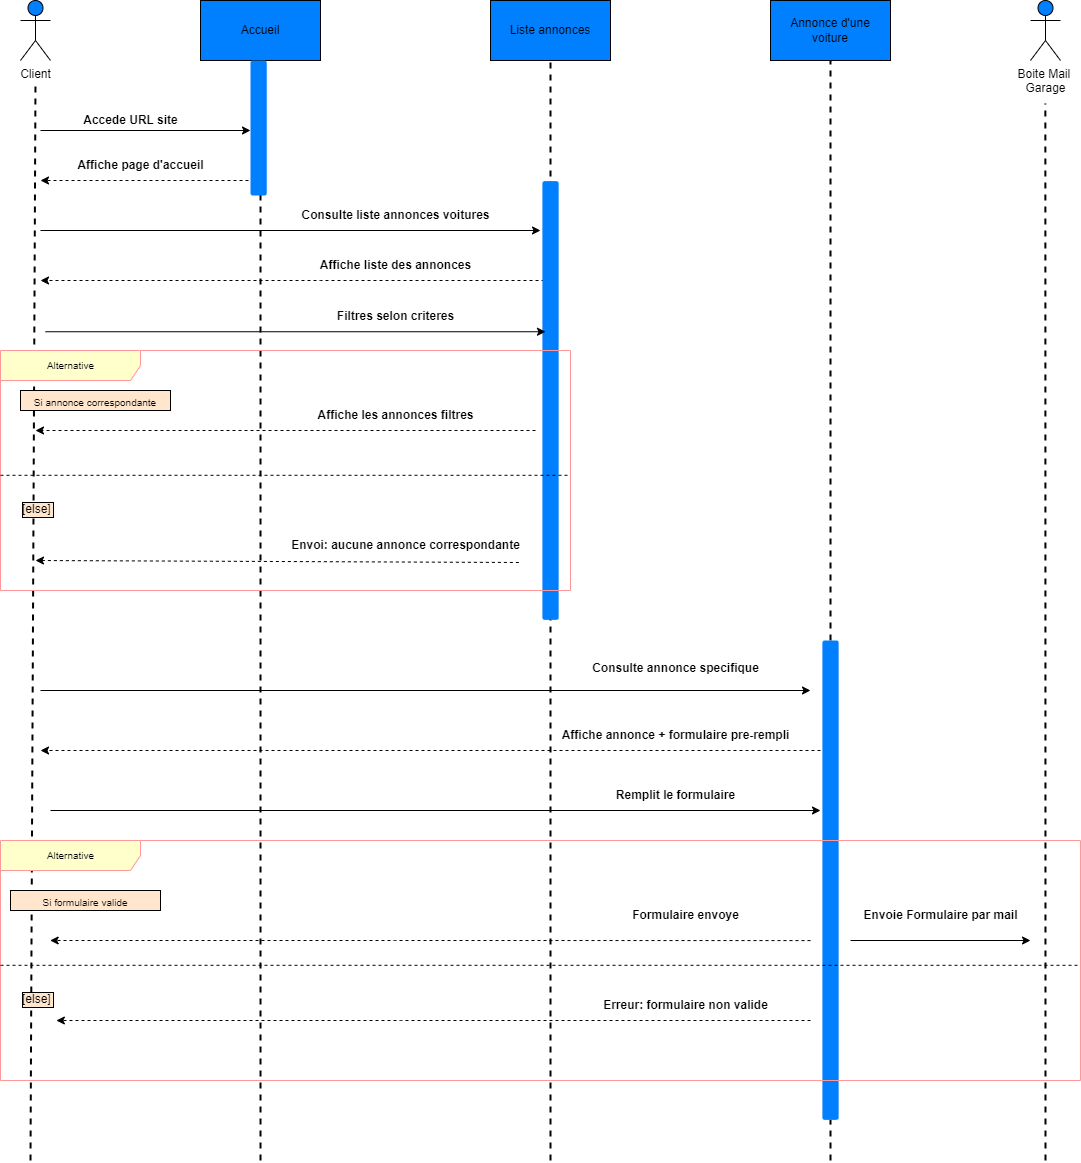 Client
Accueil
Liste annonces
Annonce d'une
voiture
Boite Mail
Garage
Accede URL site
Affiche page d'accueil
Consulte liste annonces voitures
Affiche liste des annonces
Filtres selon criteres
Alternative
Si annonce correspondante
Affiche les annonces filtres
[else]
Envoi: aucune annonce correspondante
Consulte annonce specifique
Affiche annonce + formulaire pre-rempli
Remplit le formulaire
Alternative
Si formulaire valide
Formulaire envoye
Envoie Formulaire par mail
[else]
Erreur: formulaire non valide